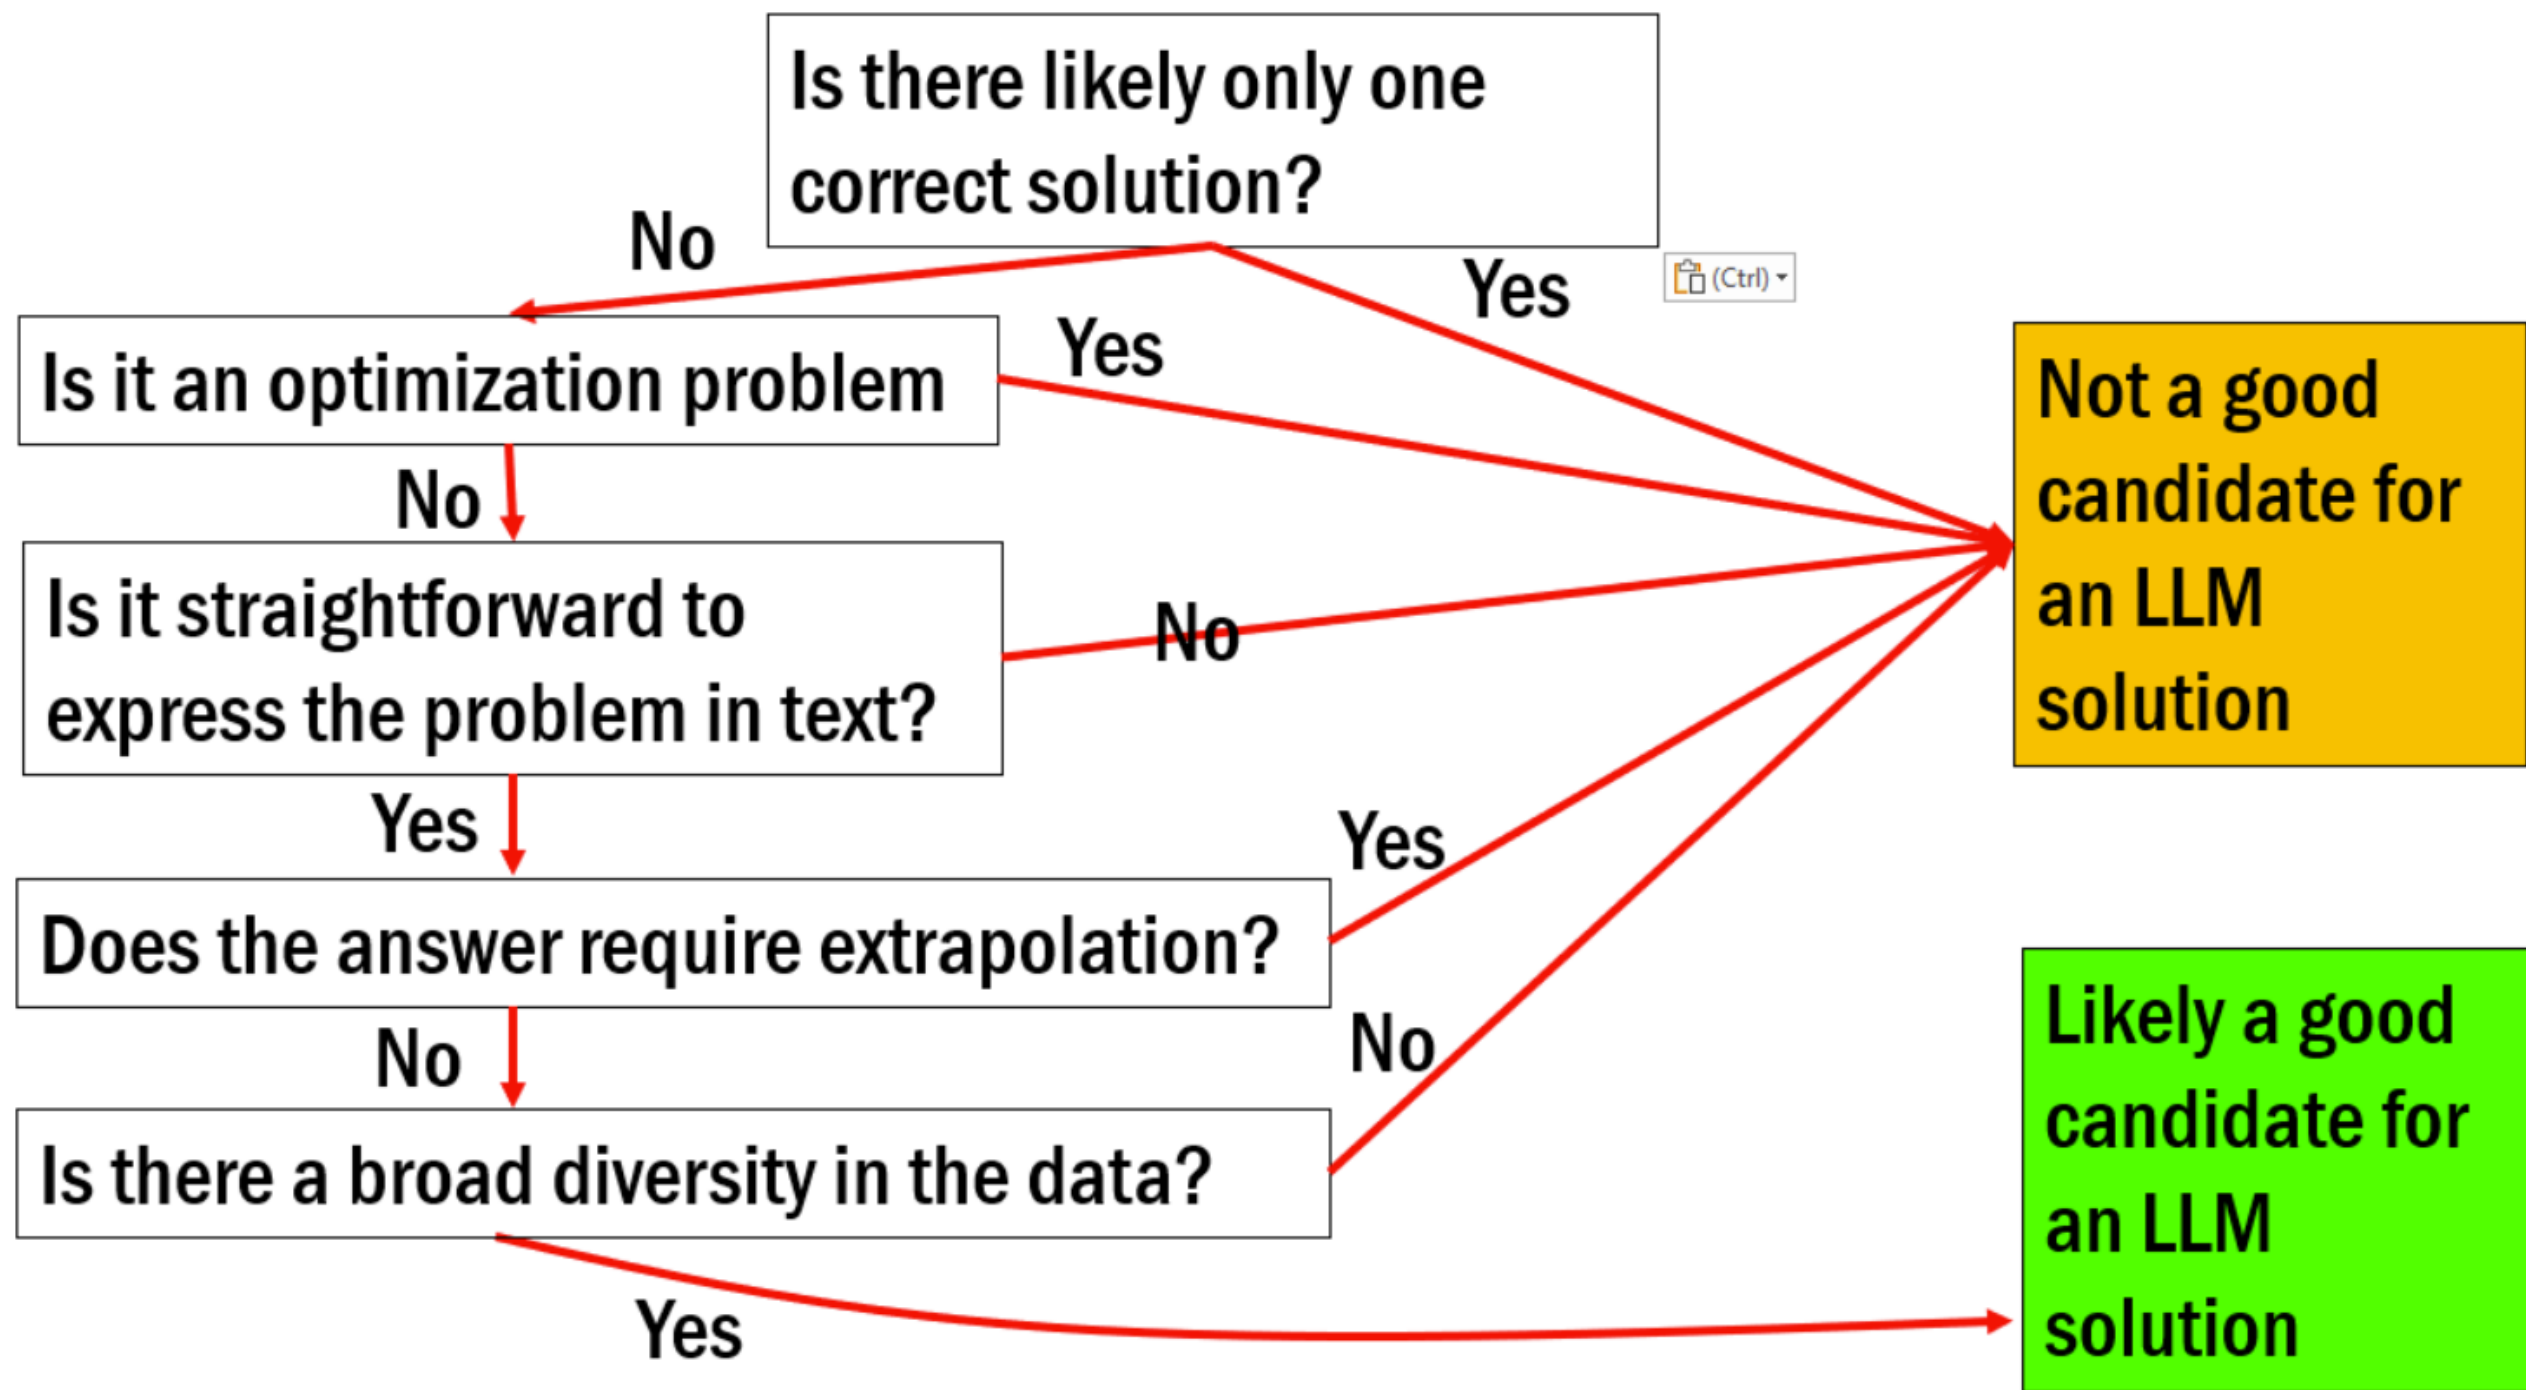 Is there likely only one
correct solution?
No
Yes
(Ctrl)
Is it an optimization problem
Yes
Not a good
candidate for
an LLM
solution
No
Is it straightforward to
express the problem in text?
No
Yes
Does the answer require extrapolation?
Yes
No
Is there a broad diversity in the data?
No
Yes
Likely a good
candidate for
an LLM
solution